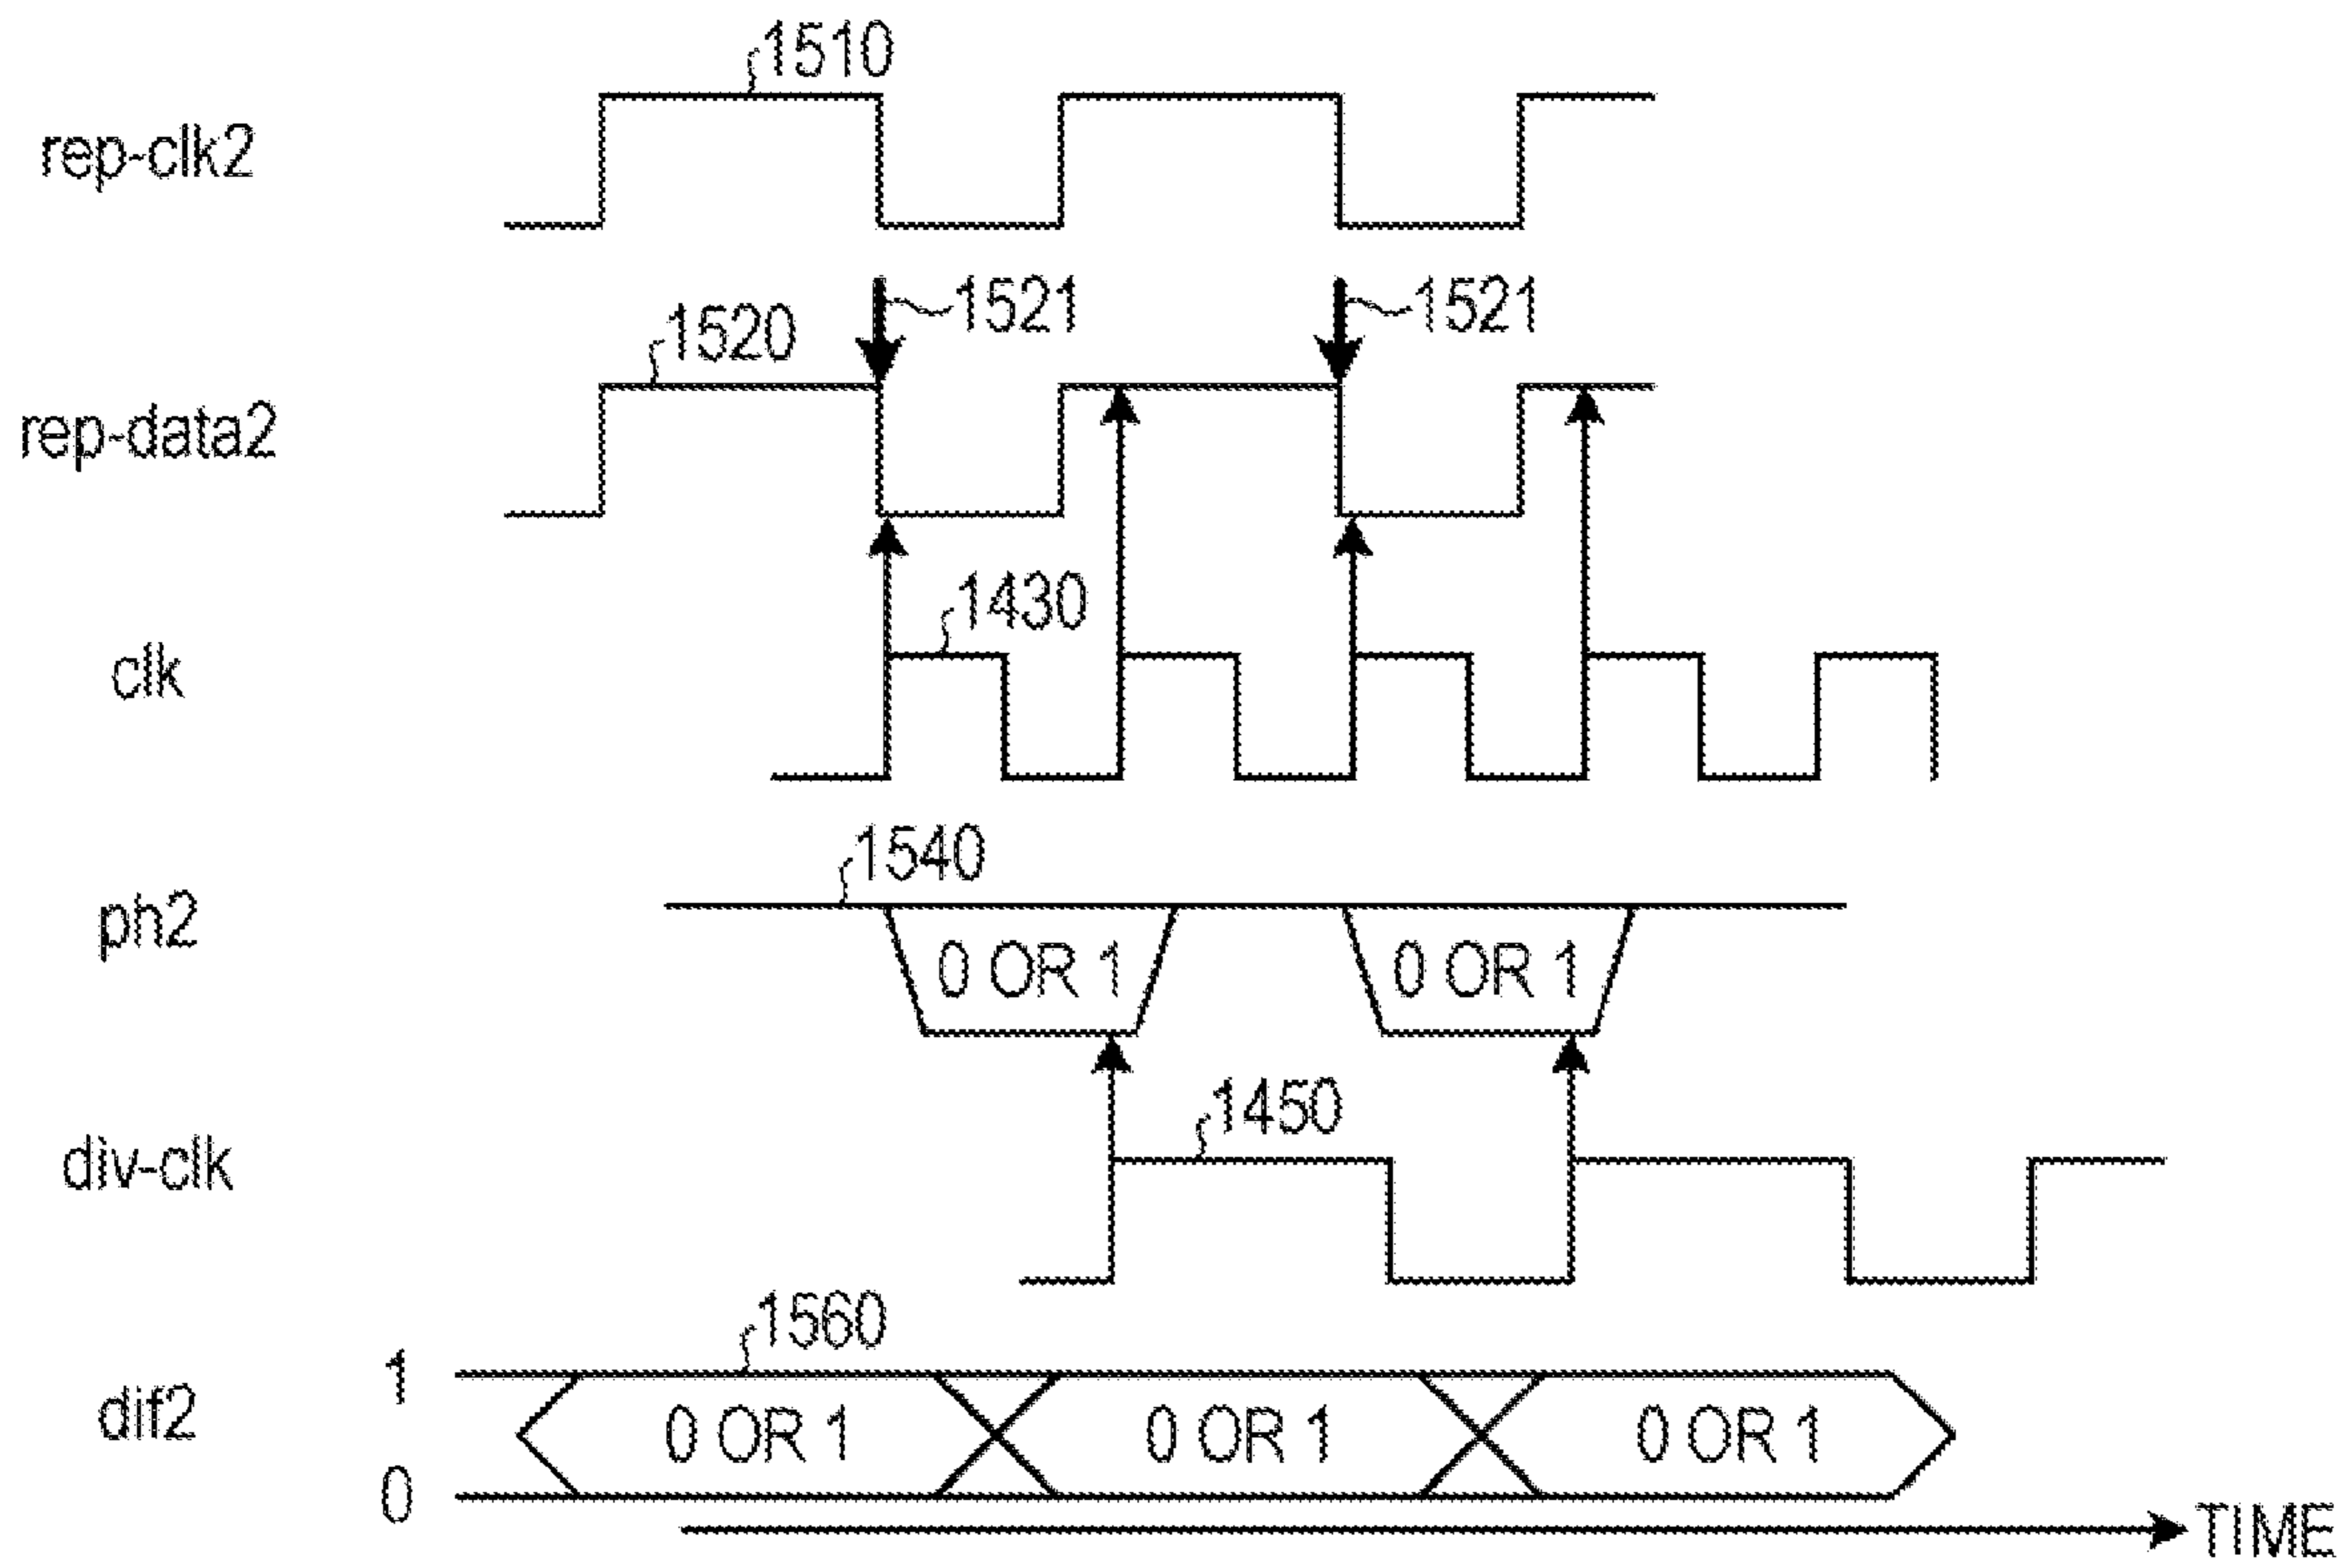 1510
rep-clk2
1521 1521
1520
rep-data2
1430
clk
1540
ph2
0 OR 1 0 OR 1
1450
div-clk
1560
1
dif2
0 OR 1 0 OR 1 0 OR 1
0
TIME